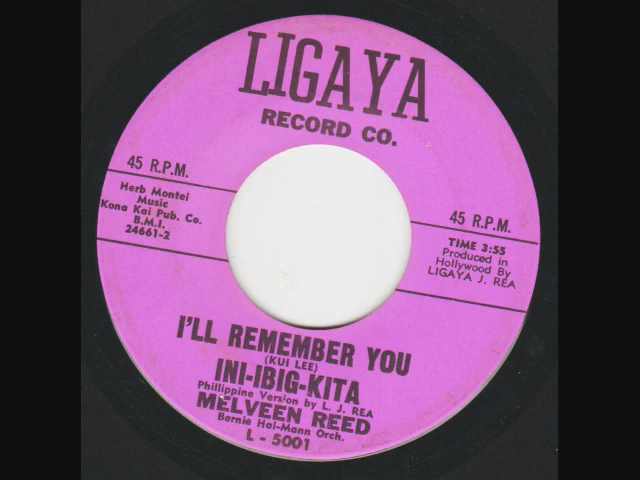 LIGAYA
RECORD CO.
45 R.P.M.
Herb Montei
Music
Kona Kai Pub. Co.
B.M.I.
24661-2
45 R.P.M.
TIME 3:55
Produced in
Hollywood By
LIGAYA J. REA
I'LL REMEMBER YOU
(KUI LEE)
INI-IBIG-KITA
Phillippine Version by L. J. REA
MELVEEN REED
Bernie Hal-Mann Orch.
L - 5001